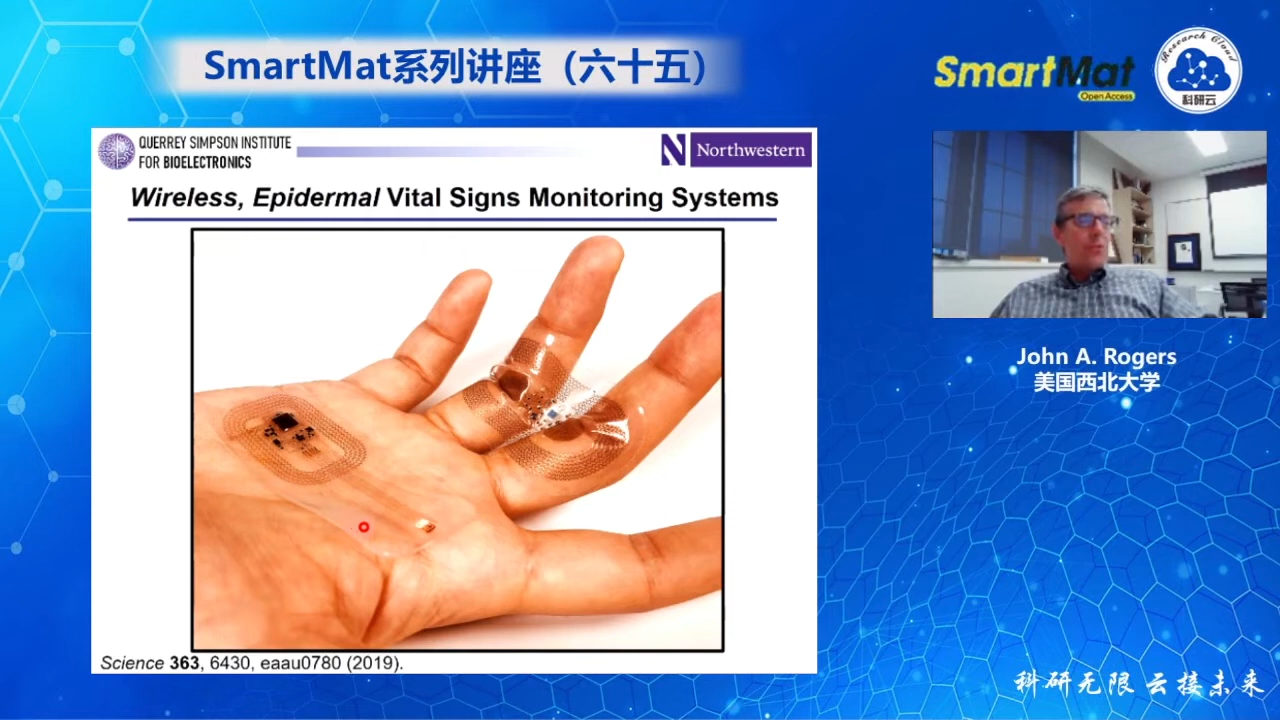 SmartMat系列讲座（六十五）
SmartMat
Open Access
Research Cloud
科研云
QUERREY SIMPSON INSTITUTE
FOR BIOELECTRONICS
N Northwestern
Wireless, Epidermal Vital Signs Monitoring Systems
John A. Rogers
美国西北大学
Science 363, 6430, eaau0780 (2019).
科研无限 云接未来